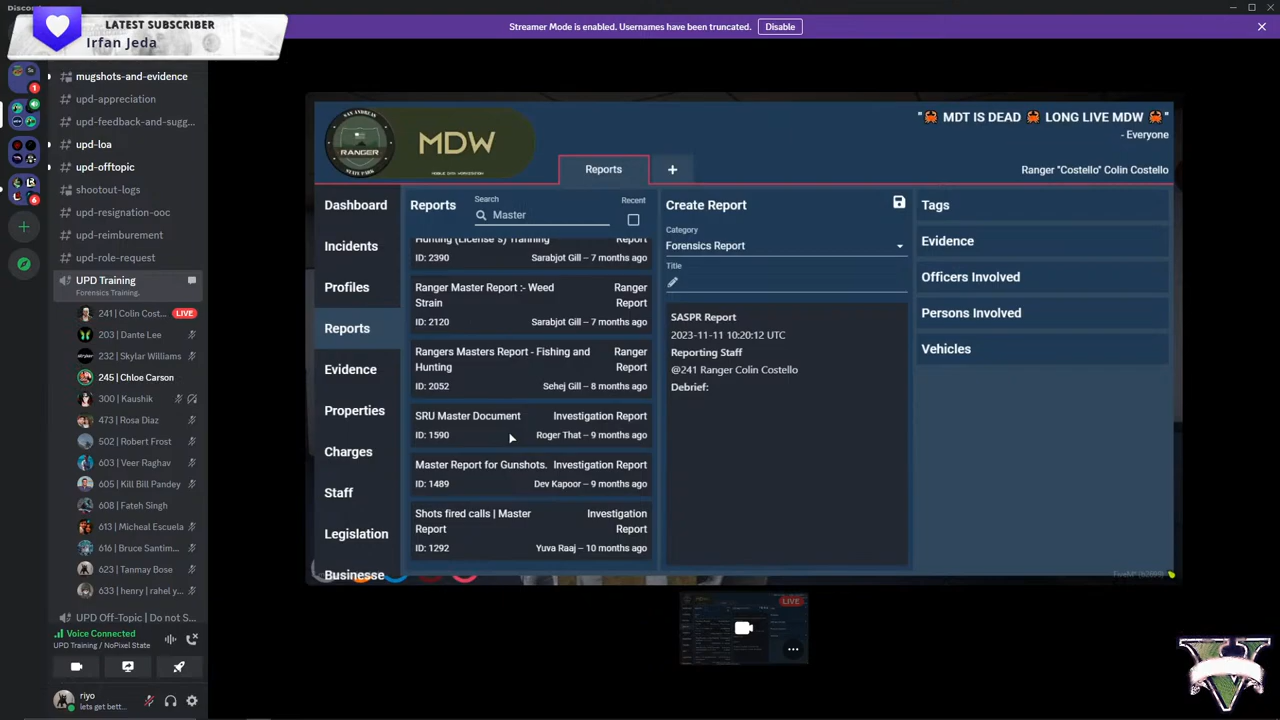 Discord
LATEST SUBSCRIBER
Irfan Jeda
Streamer Mode is enabled. Usernames have been truncated.
Disable
mugshots-and-evidence
upd-appreciation
upd-feedback-and-sugg...
upd-loa
upd-offtopic
shootout-logs
upd-resignation-ooc
upd-reimburement
upd-role-request
UPD Training
Forensics Training.
241 | Colin Cost... LIVE
203 | Dante Lee
232 | Skylar Williams
245 | Chloe Carson
300 | Kaushik
473 | Rosa Diaz
502 | Robert Frost
603 | Veer Raghav
605 | Kill Bill Pandey
608 | Fateh Singh
613 | Micheal Escuela
616 | Bruce Santim...
623 | Tanmay Bose
633 | henry | rahel y...
UPD Off-Topic | Do not S...
Voice Connected
UPD Training / NoPixel State
riyo
lets get bett...
1
6
SAN ANDREAS
RANGER
STATE PARK
MDW
" 🦀 MDT IS DEAD 🦀 LONG LIVE MDW 🦀 "
- Everyone
Reports
+
Ranger "Costello" Colin Costello
Dashboard
Incidents
Profiles
Reports
Evidence
Properties
Charges
Staff
Legislation
Businesse
Reports
Search
Master
Recent
Hunting (License's) Tranning Report
ID: 2390 Sarabjot Gill – 7 months ago
Ranger Master Report :- Weed Strain Ranger Report
ID: 2120 Sarabjot Gill – 7 months ago
Rangers Masters Report - Fishing and Hunting Ranger Report
ID: 2052 Sehej Gill – 8 months ago
SRU Master Document Investigation Report
ID: 1590 Roger That – 9 months ago
Master Report for Gunshots. Investigation Report
ID: 1489 Dev Kapoor – 9 months ago
Shots fired calls | Master Report Investigation Report
ID: 1292 Yuva Raaj – 10 months ago
Create Report
Category
Forensics Report
Title
SASPR Report
2023-11-11 10:20:12 UTC
Reporting Staff
@241 Ranger Colin Costello
Debrief:
Tags
Evidence
Officers Involved
Persons Involved
Vehicles
LIVE
V